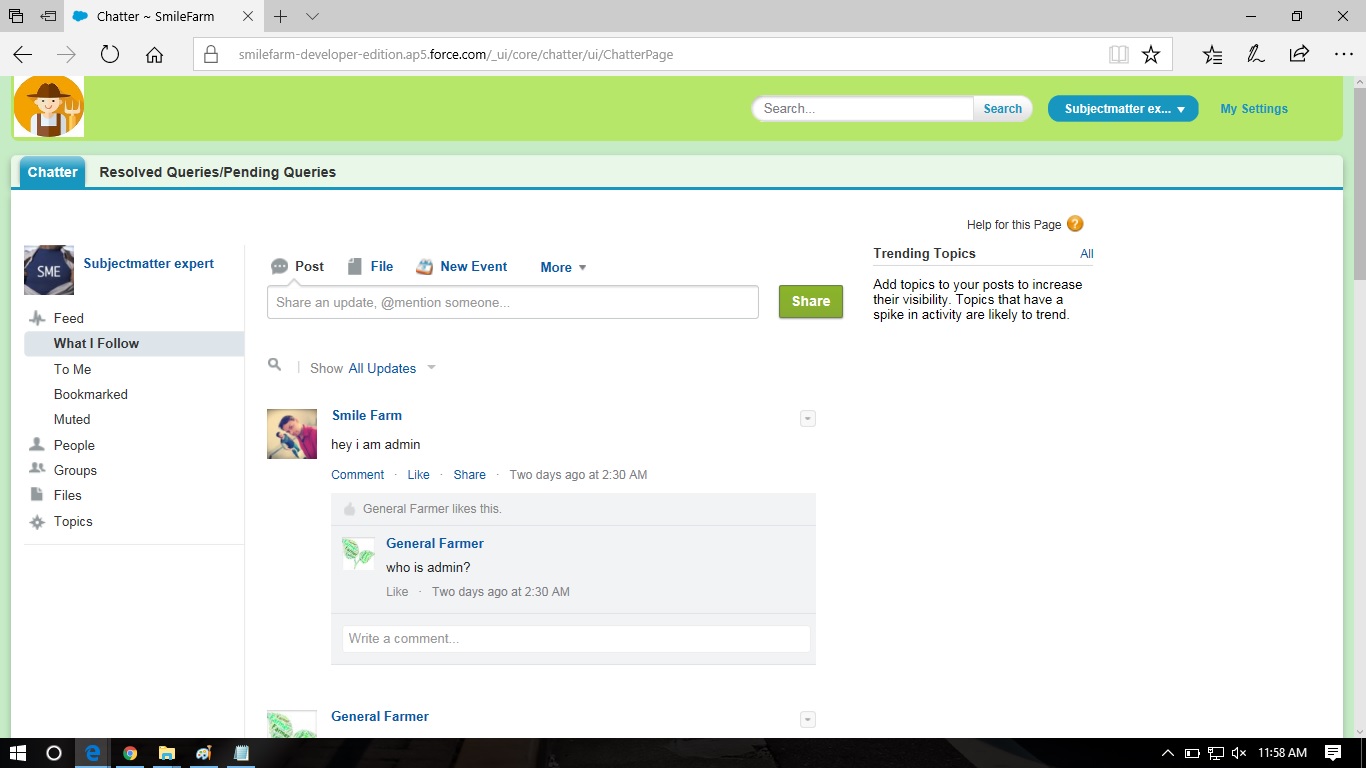 Chatter ~ SmileFarm
smilefarm-developer-edition.ap5.force.com/_ui/core/chatter/ui/ChatterPage
Search... Search Subjectmatter ex... My Settings
Chatter Resolved Queries/Pending Queries
Help for this Page
SME
Subjectmatter expert
Feed
What I Follow
To Me
Bookmarked
Muted
People
Groups
Files
Topics
Post File New Event More
Share an update, @mention someone... Share
Show All Updates
Smile Farm
hey i am admin
Comment · Like · Share · Two days ago at 2:30 AM
General Farmer likes this.
General Farmer
who is admin?
Like · Two days ago at 2:30 AM
Write a comment...
General Farmer
Trending Topics All
Add topics to your posts to increase
their visibility. Topics that have a
spike in activity are likely to trend.
11:58 AM